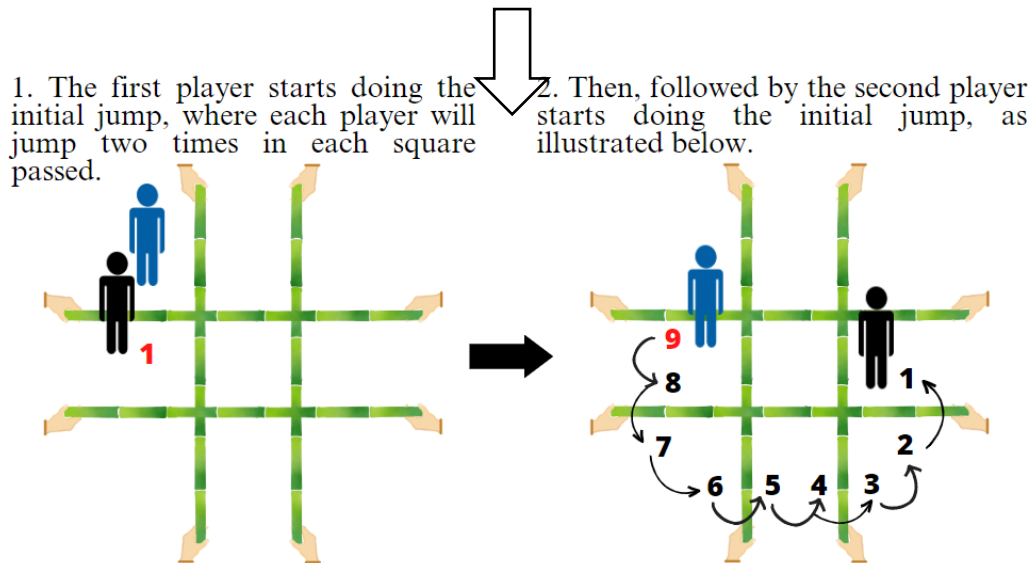 1. The first player starts doing the
initial jump, where each player will
jump two times in each square
passed.
2. Then, followed by the second player
starts doing the initial jump, as
illustrated below.
1
9
8
7
6
5
4
3
2
1